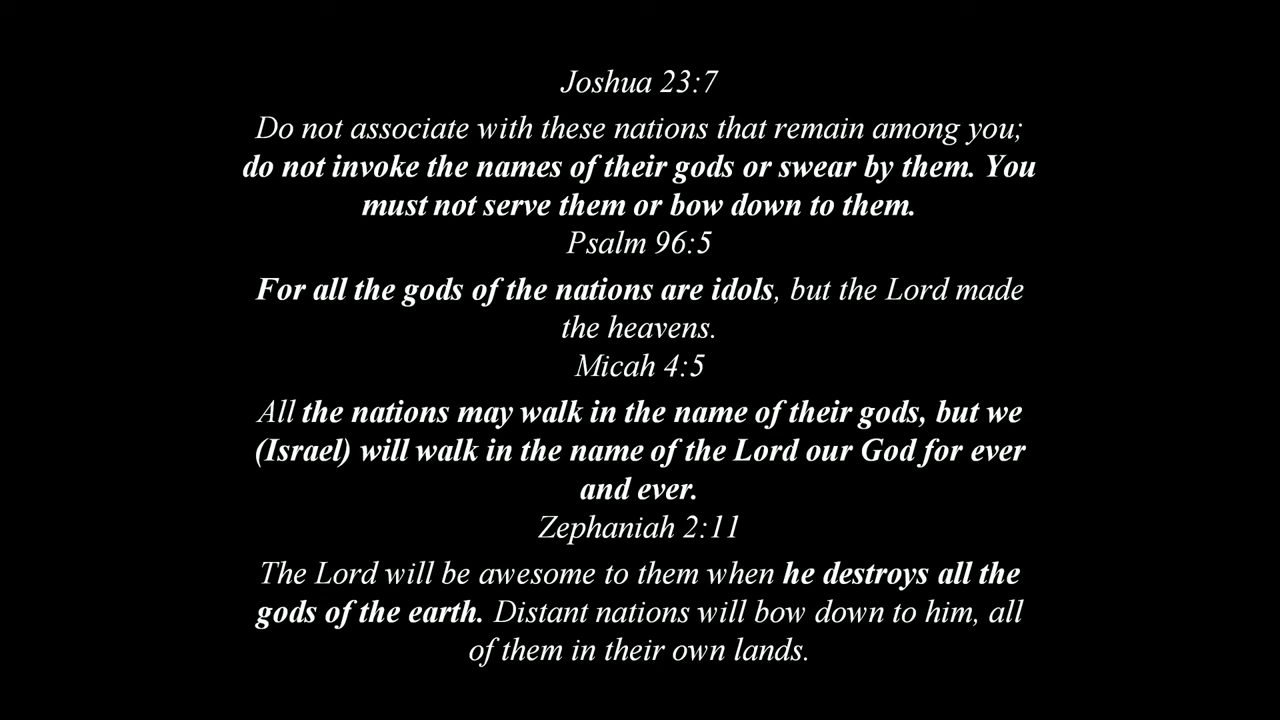 Joshua 23:7
Do not associate with these nations that remain among you;
do not invoke the names of their gods or swear by them. You
must not serve them or bow down to them.
Psalm 96:5
For all the gods of the nations are idols, but the Lord made
the heavens.
Micah 4:5
All the nations may walk in the name of their gods, but we
(Israel) will walk in the name of the Lord our God for ever
and ever.
Zephaniah 2:11
The Lord will be awesome to them when he destroys all the
gods of the earth. Distant nations will bow down to him, all
of them in their own lands.